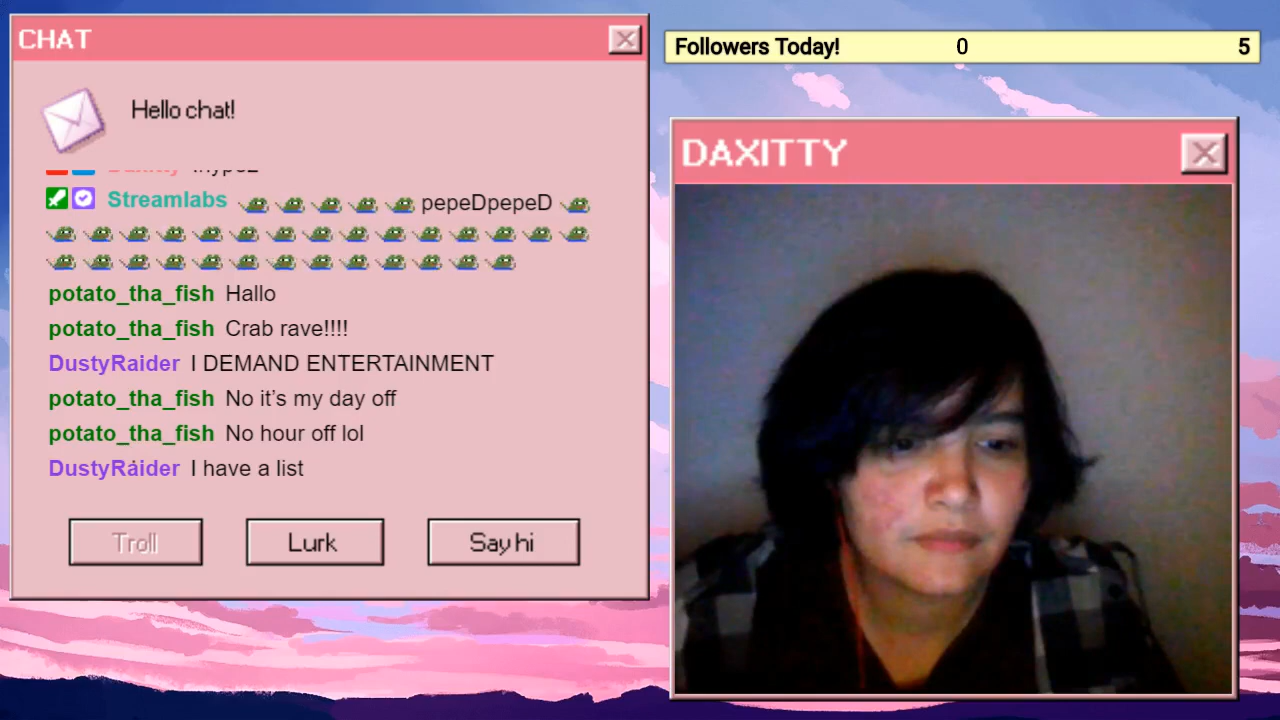 CHAT
Followers Today! 0 5
Hello chat!
DAXITTY
Streamlabs pepeDpepeD
potato_tha_fish Hallo
potato_tha_fish Crab rave!!!!
DustyRaider I DEMAND ENTERTAINMENT
potato_tha_fish No it’s my day off
potato_tha_fish No hour off lol
DustyRaider I have a list
Troll Lurk Say hi